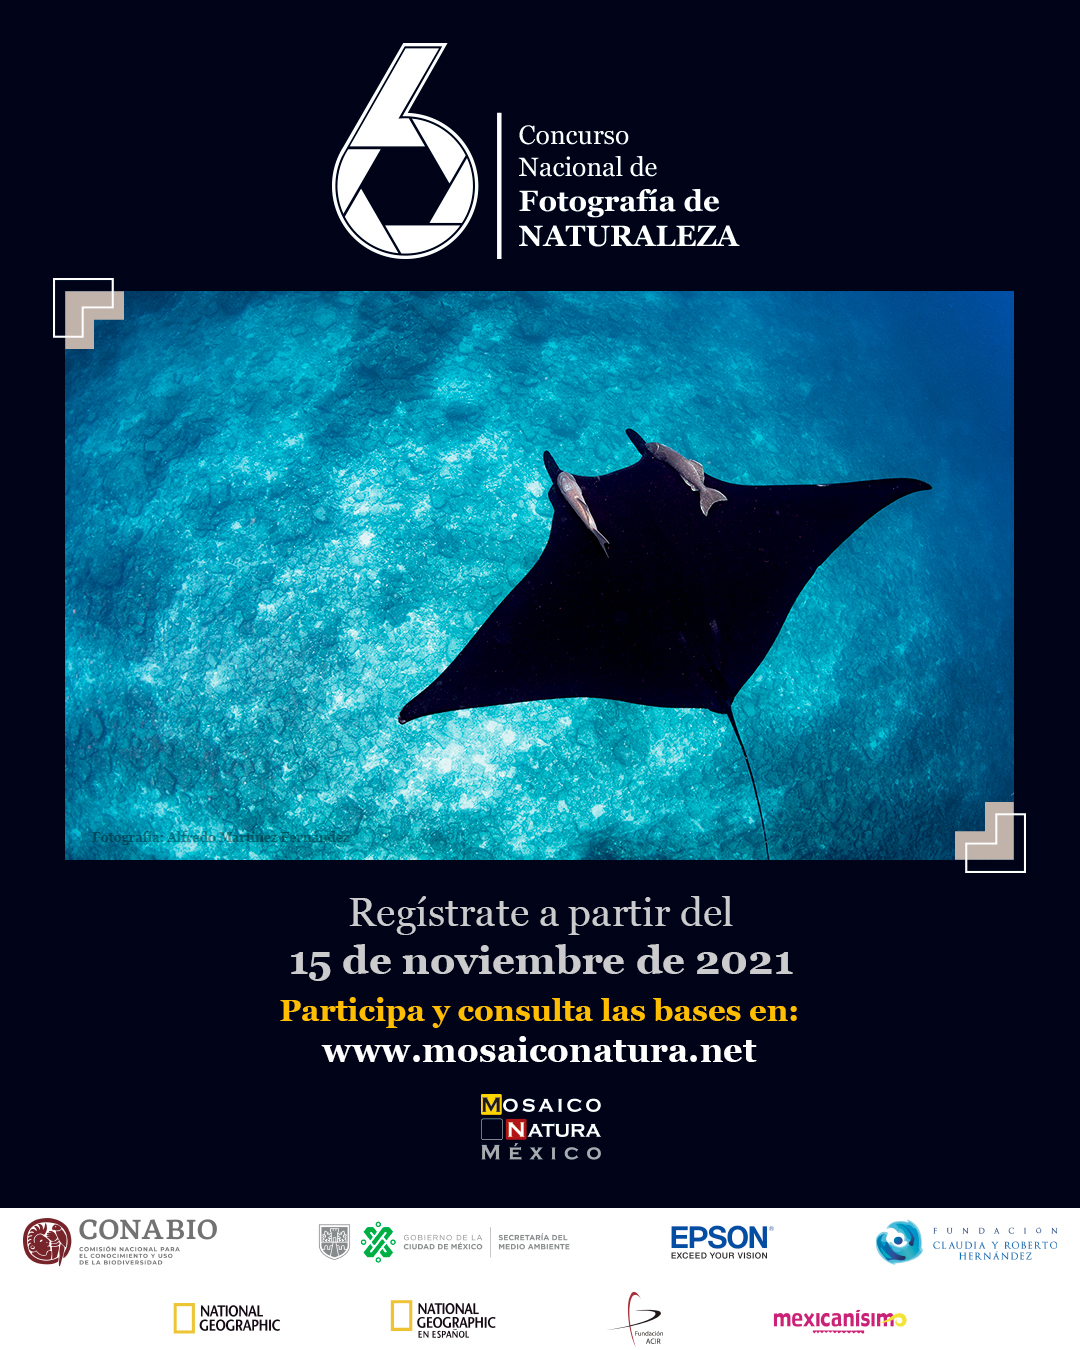 6
Concurso
Nacional de
Fotografía de
NATURALEZA
Fotografía: Alfredo Martínez Fernández
Regístrate a partir del
15 de noviembre de 2021
Participa y consulta las bases en:
www.mosaiconatura.net
MOSAICO
NATURA
MÉXICO
CONABIO
COMISIÓN NACIONAL PARA
EL CONOCIMIENTO Y USO
DE LA BIODIVERSIDAD
GOBIERNO DE LA
CIUDAD DE MÉXICO
SECRETARÍA DEL
MEDIO AMBIENTE
EPSON®
EXCEED YOUR VISION
FUNDACIÓN
CLAUDIA Y ROBERTO
HERNÁNDEZ
NATIONAL
GEOGRAPHIC
NATIONAL
GEOGRAPHIC
EN ESPAÑOL
Fundación
ACIR
mexicanísimo